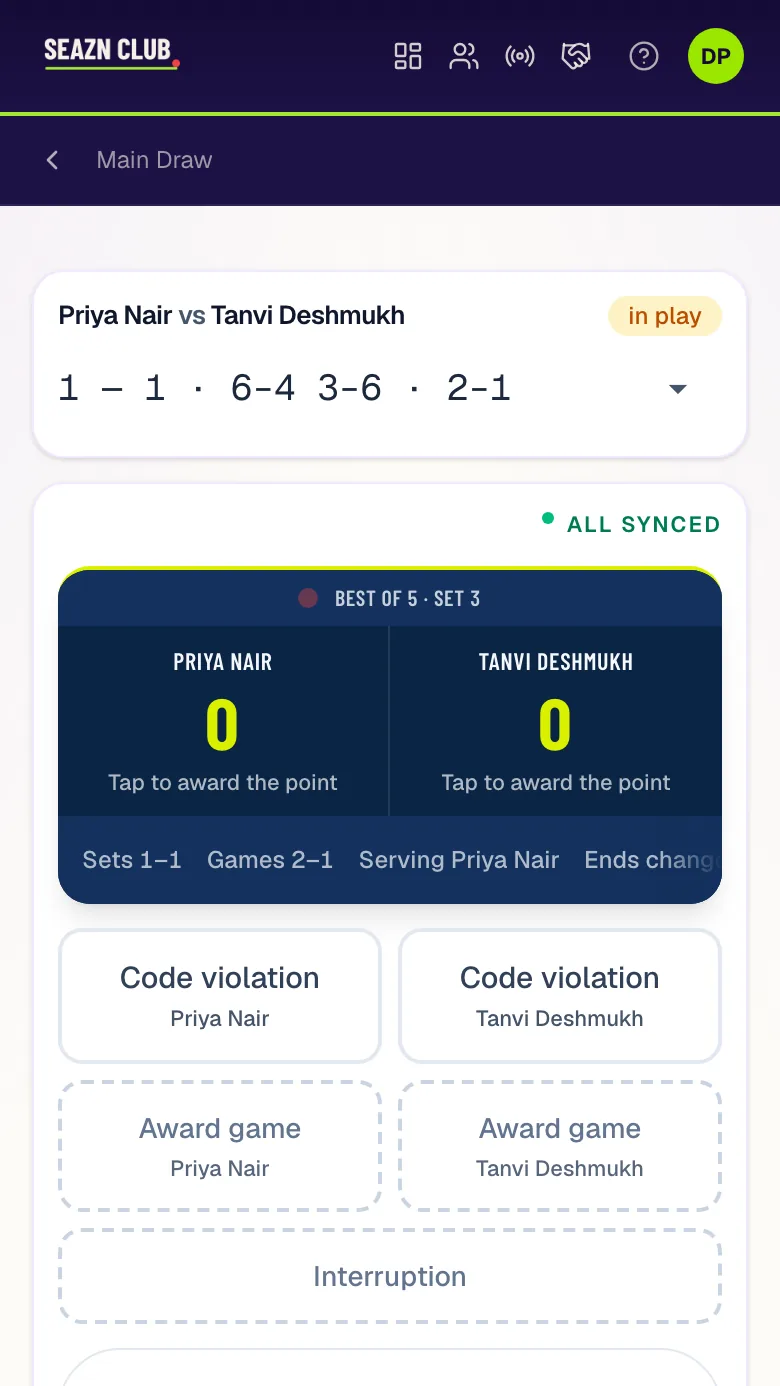 SEAZN CLUB
DP
Main Draw
Priya Nair vs Tanvi Deshmukh
in play
1 – 1 · 6–4 3–6 · 2–1
ALL SYNCED
BEST OF 5 · SET 3
PRIYA NAIR
TANVI DESHMUKH
0
0
Tap to award the point
Tap to award the point
Sets 1–1 Games 2–1 Serving Priya Nair Ends chang
Code violation
Priya Nair
Code violation
Tanvi Deshmukh
Award game
Priya Nair
Award game
Tanvi Deshmukh
Interruption